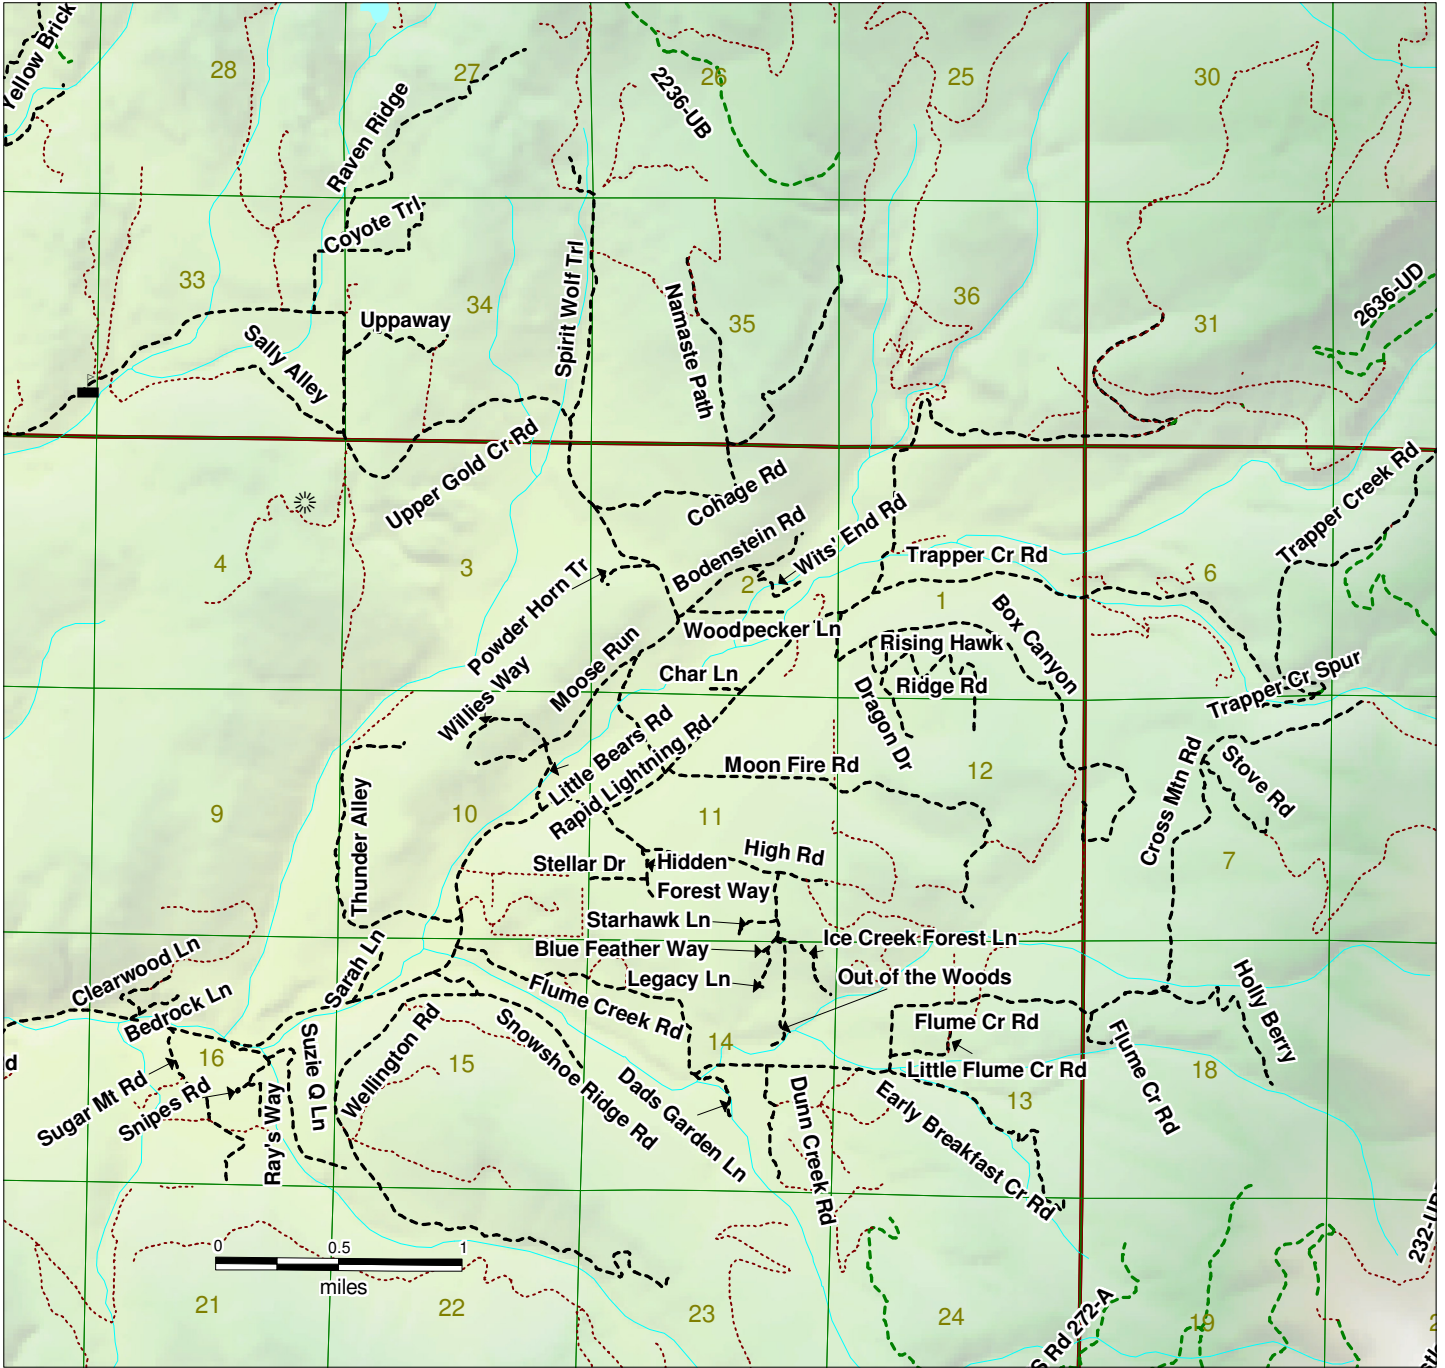 Yellow Brick
28
27
2236-UB
26
25
30
Raven Ridge
Coyote Trl.
33
34
Uppaway
Sally Alley
Spirit Wolf Trl
Namaste Path
35
36
31
2636-UD
Upper Gold Cr Rd
Cohage Rd
Trapper Creek Rd
4
3
Powder Horn Tr
Bodenstein Rd
Wits' End Rd
2
Trapper Cr Rd
1
6
Woodpecker Ln
Rising Hawk
Ridge Rd
Box Canyon
Willies Way
Moose Run
Char Ln
Dragon Dr
Trapper Cr Spur
Little Bears Rd
Rapid Lightning Rd
Moon Fire Rd
12
Cross Mtn Rd
Stove Rd
9
Thunder Alley
10
11
7
Stellar Dr
Hidden
Forest Way
High Rd
Starhawk Ln
Blue Feather Way
Ice Creek Forest Ln
Legacy Ln
Out of the Woods
Clearwood Ln
Bedrock Ln
Sarah Ln
Flume Creek Rd
Holly Berry
Flume Cr Rd
14
d
16
Suzie Q Ln
Wellington Rd
15
Snowshoe Ridge Rd
Little Flume Cr Rd
Flume Cr Rd
18
Sugar Mt Rd
Snipes Rd
Ray's Way
Dads Garden Ln
Dunn Creek Rd
Early Breakfast Cr Rd
13
0 0.5 1
miles
21
22
23
24
S Rd 272-A
19